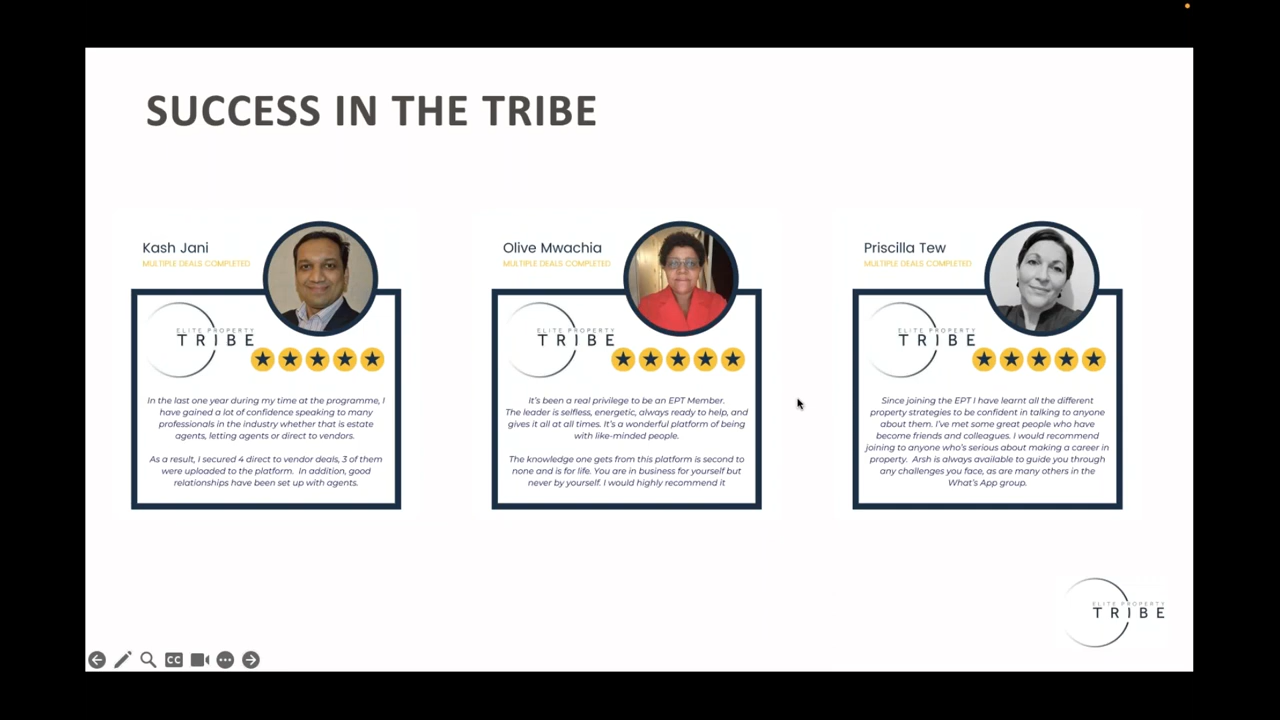 SUCCESS IN THE TRIBE
Kash Jani
MULTIPLE DEALS COMPLETED
ELITE PROPERTY
TRIBE
In the last one year during my time at the programme, I
have gained a lot of confidence speaking to many
professionals in the industry whether that is estate
agents, letting agents or direct to vendors.
As a result, I secured 4 direct to vendor deals, 3 of them
were uploaded to the platform. In addition, good
relationships have been set up with agents.
Olive Mwachia
MULTIPLE DEALS COMPLETED
ELITE PROPERTY
TRIBE
It's been a real privilege to be an EPT Member.
The leader is selfless, energetic, always ready to help, and
gives it all at all times. It's a wonderful platform of being
with like-minded people.
The knowledge one gets from this platform is second to
none and is for life. You are in business for yourself but
never by yourself. I would highly recommend it
Priscilla Tew
MULTIPLE DEALS COMPLETED
ELITE PROPERTY
TRIBE
Since joining the EPT I have learnt all the different
property strategies to be confident in talking to anyone
about them. I've met some great people who have
become friends and colleagues. I would recommend
joining to anyone who's serious about making a career in
property. Arsh is always available to guide you through
any challenges you face, as are many others in the
What's App group.
ELITE PROPERTY
TRIBE
CC